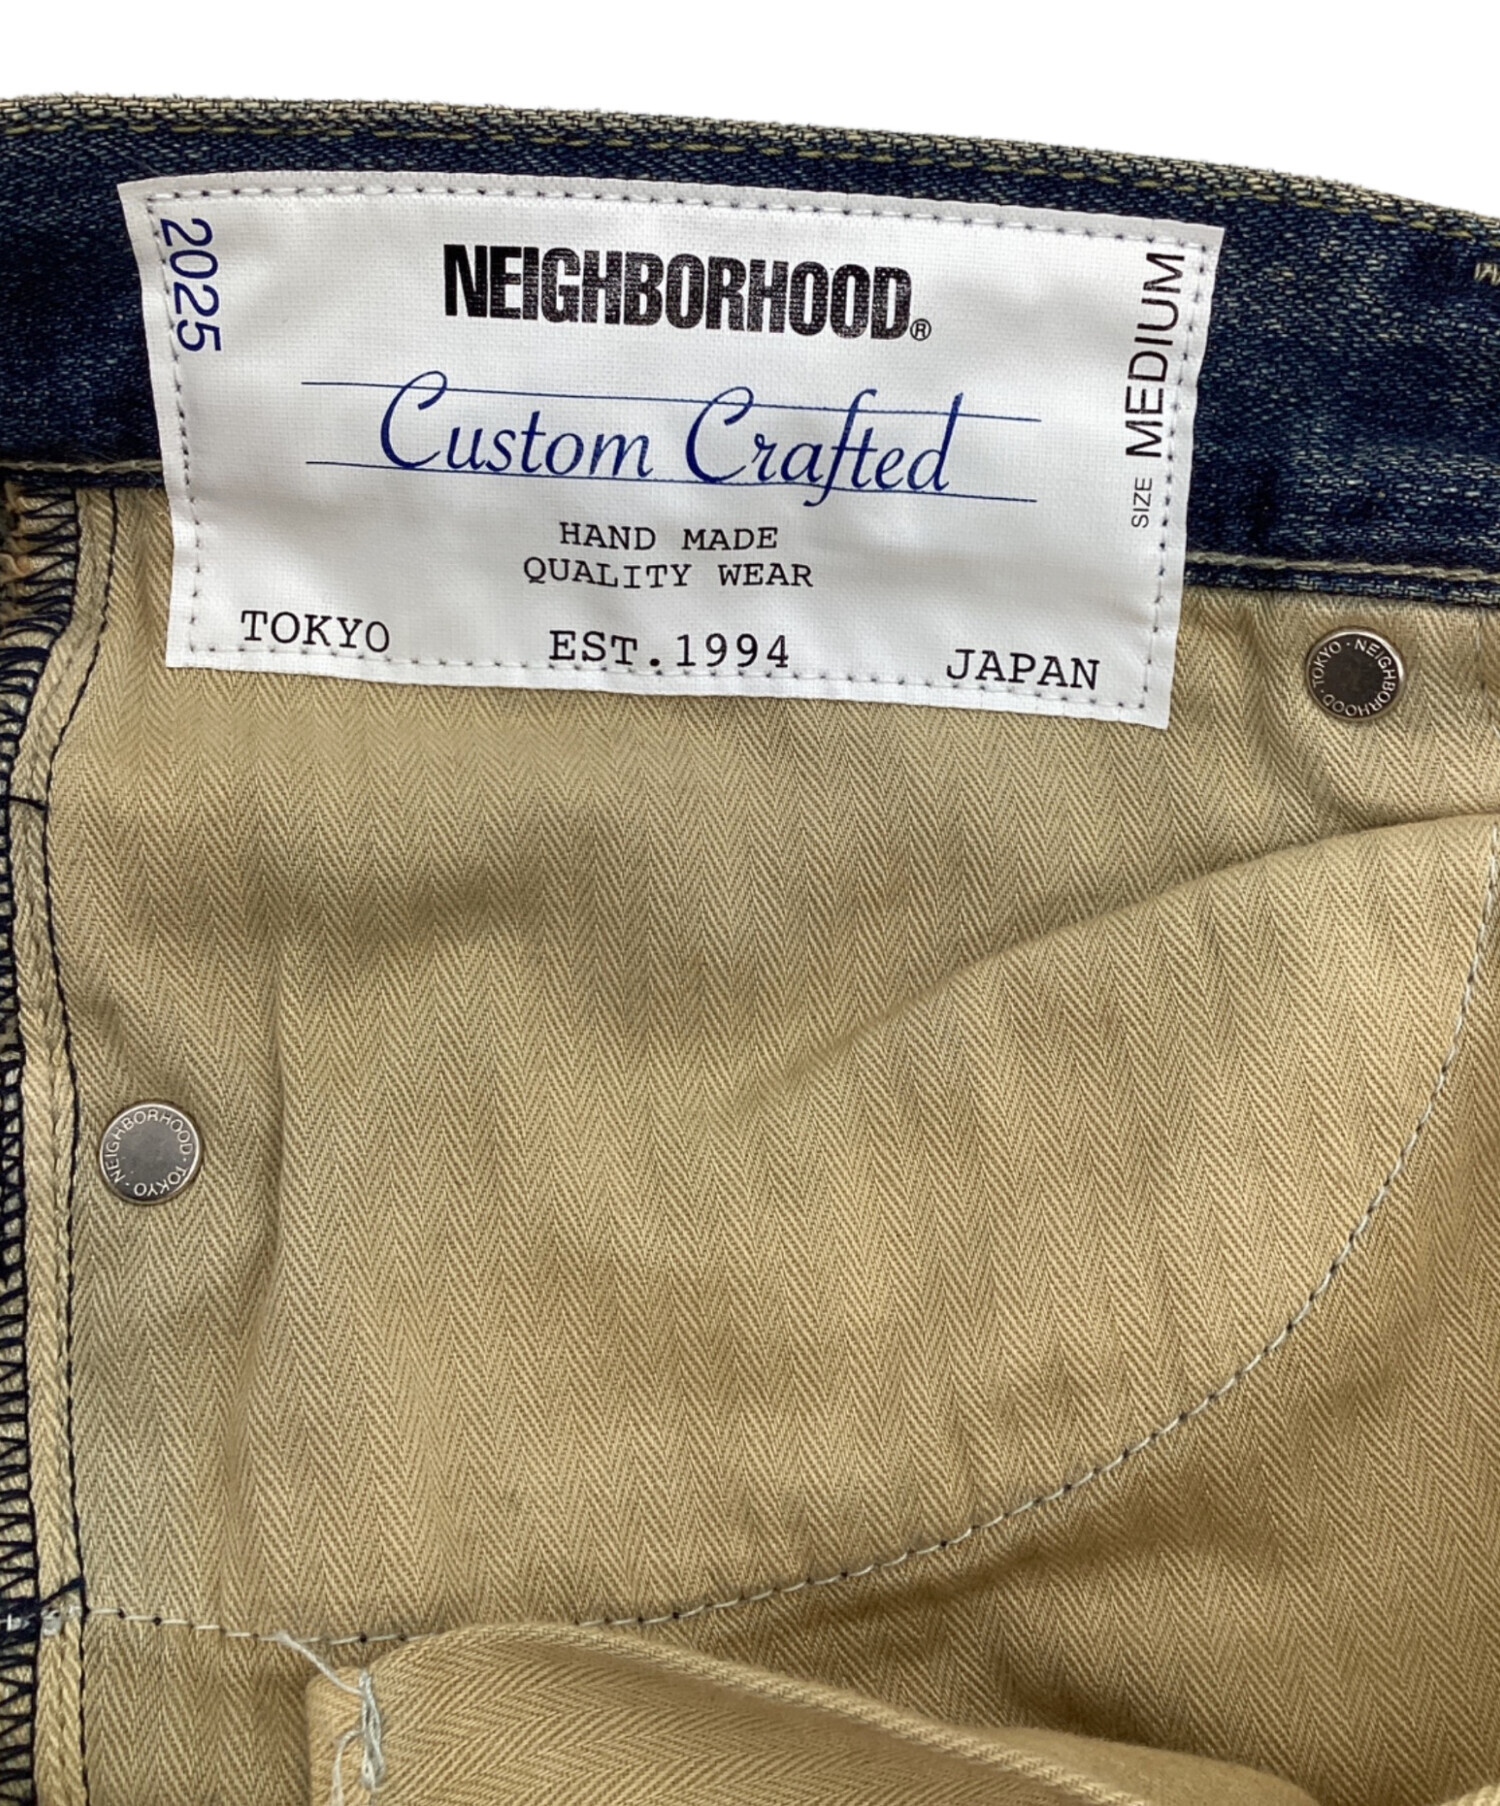 2025
NEIGHBORHOOD®
Custom Crafted
HAND MADE
QUALITY WEAR
TOKYO EST.1994 JAPAN
SIZE MEDIUM
TOKYO · NEIGHBORHOOD ·
NEIGHBORHOOD · TOKYO ·